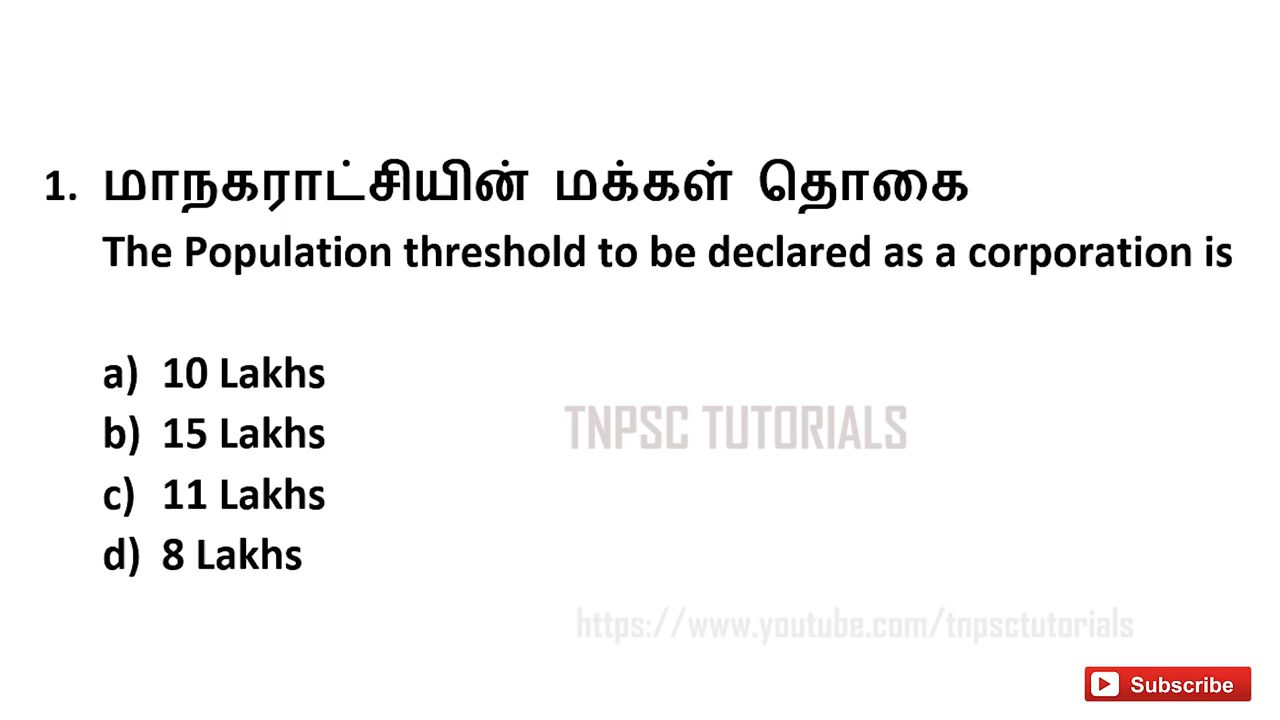 1. மாநகராட்சியின் மக்கள் தொகை
The Population threshold to be declared as a corporation is
a) 10 Lakhs
b) 15 Lakhs
TNPSC TUTORIALS
c) 11 Lakhs
d) 8 Lakhs
https://www.youtube.com/tnpsctutorials
Subscribe